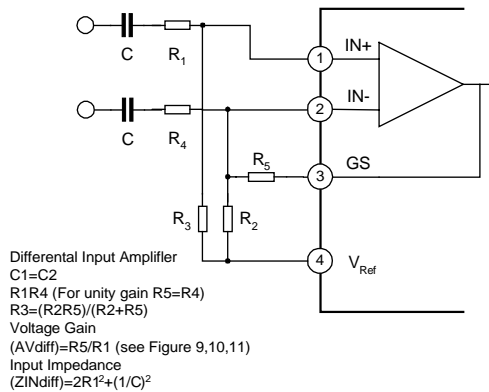 C
R1
1
IN+
C
R4
2
IN-
R5
3
GS
R3
R2
4
VRef
Differental Input Amplifler
C1=C2
R1R4 (For unity gain R5=R4)
R3=(R2R5)/(R2+R5)
Voltage Gain
(AVdiff)=R5/R1 (see Figure 9,10,11)
Input Impedance
(ZINdiff)=2R1²+(1/C)²